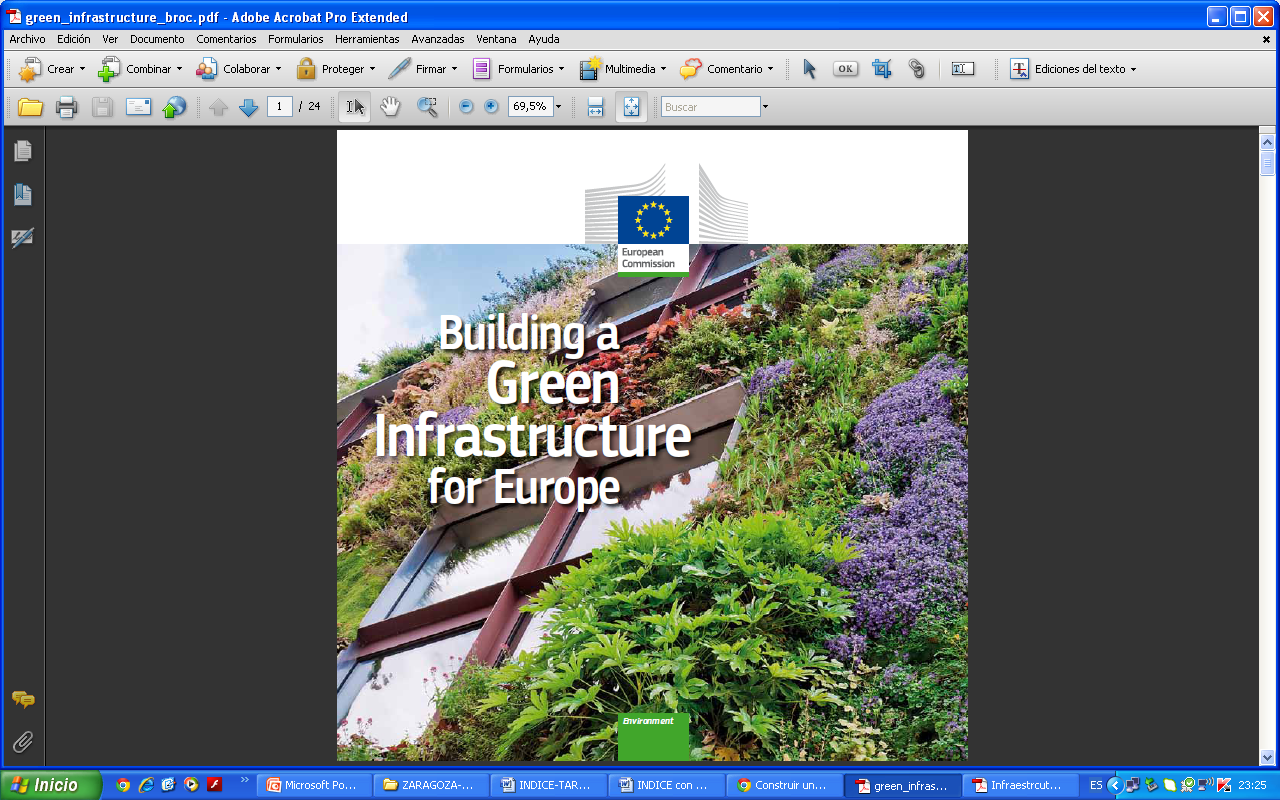 green_infrastructure_broc.pdf - Adobe Acrobat Pro Extended
Archivo Edición Ver Documento Comentarios Formularios Herramientas Avanzadas Ventana Ayuda
Crear Combinar Colaborar Proteger Firmar Formularios Multimedia Comentario OK Ediciones del texto
1 / 24 69,5% Buscar
European
Commission
Building a
Green
Infrastructure
for Europe
Environment
Inicio Microsoft Po... ZARAGOZA-... INDICE-TAR... INDICE con ... Construir un... green_infras... Infraestrcut... ES 23:25